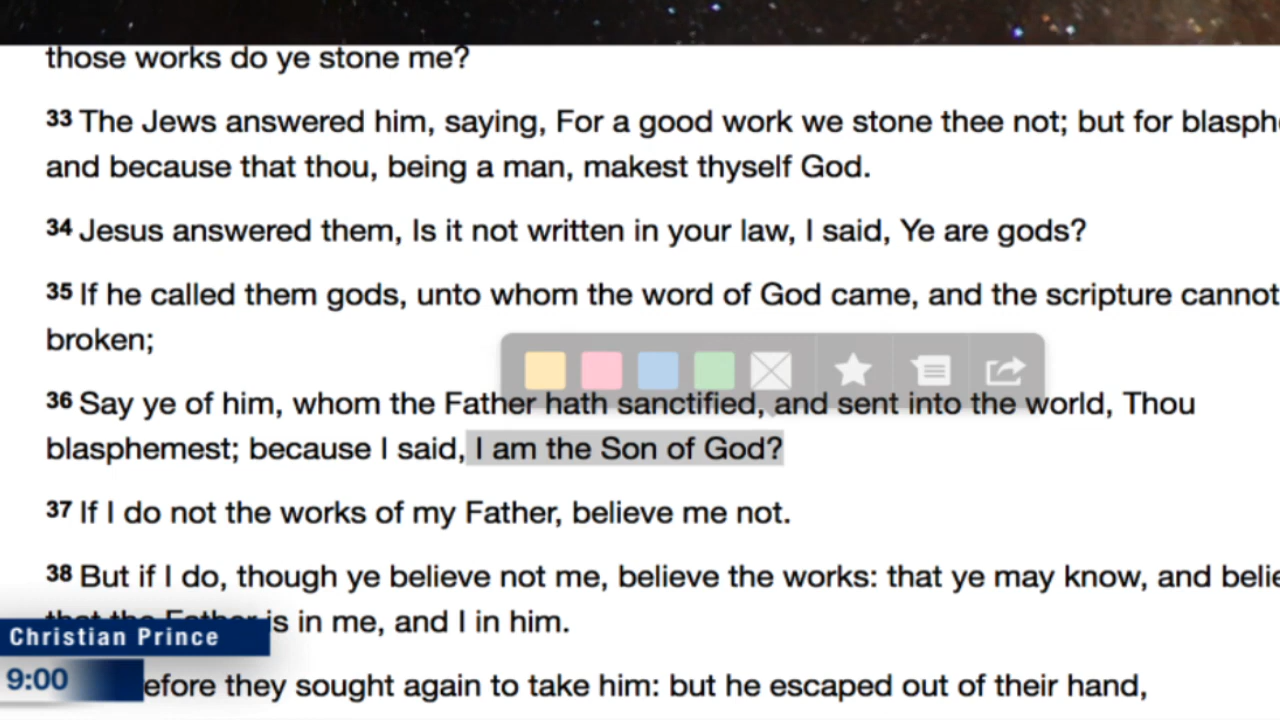 those works do ye stone me?
33 The Jews answered him, saying, For a good work we stone thee not; but for
and because that thou, being a man, makest thyself God.
34 Jesus answered them, Is it not written in your law, I said, Ye are gods?
35 If he called them gods, unto whom the word of God came, and the scripture cannot
broken;
36 Say ye of him, whom the Father hath sanctified, and sent into the world, Thou
blasphemest; because I said, I am the Son of God?
37 If I do not the works of my Father, believe me not.
38 But if I do, though ye believe not me, believe the works: that ye may know, and
that the Father is in me, and I in him.
Christian Prince
9:00
efore they sought again to take him: but he escaped out of their hand,